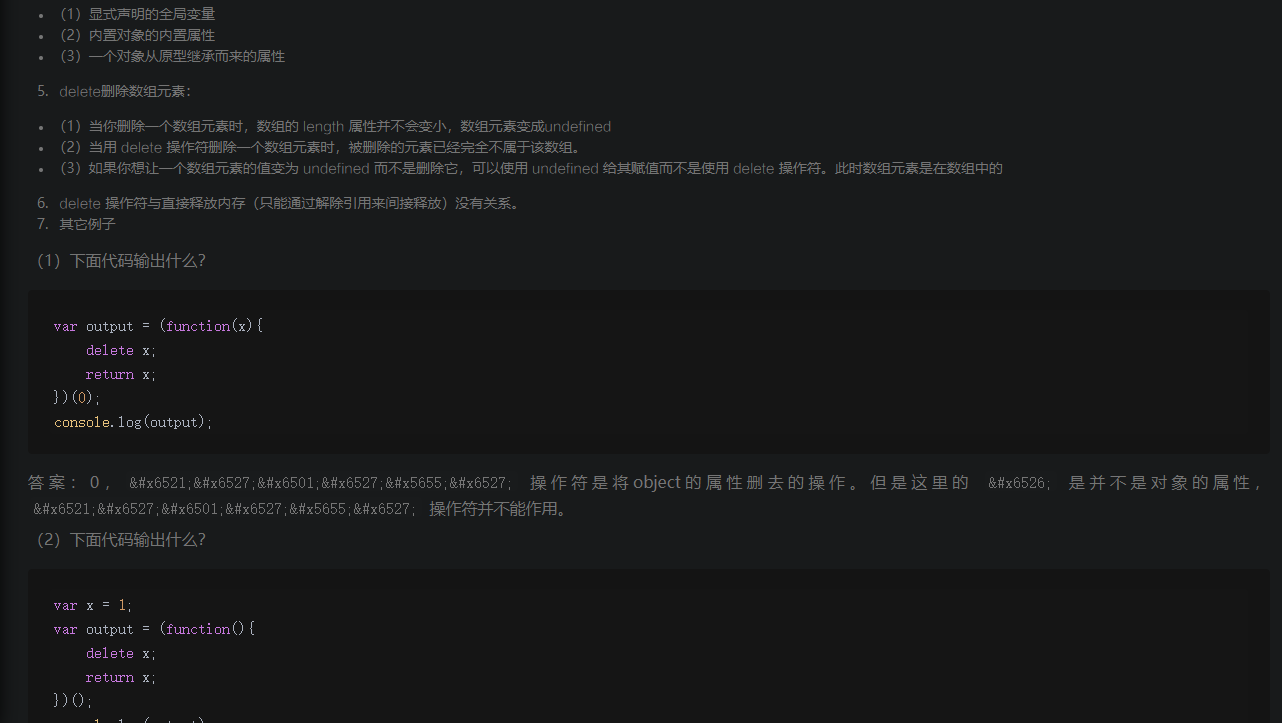 (1) 显式声明的全局变量
(2) 内置对象的内置属性
(3) 一个对象从原型继承而来的属性
5. delete删除数组元素:
(1) 当你删除一个数组元素时，数组的 length 属性并不会变小，数组元素变成undefined
(2) 当用 delete 操作符删除一个数组元素时，被删除的元素已经完全不属于该数组。
(3) 如果你想让一个数组元素的值变为 undefined 而不是删除它，可以使用 undefined 给其赋值而不是使用 delete 操作符。此时数组元素是在数组中的
6. delete 操作符与直接释放内存（只能通过解除引用来间接释放）没有关系。
7. 其它例子
（1）下面代码输出什么？
var output = (function(x){
delete x;
return x;
})(0);
console.log(output);
答案：0，&#x6521;&#x6527;&#x6501;&#x6527;&#x5655;&#x6527; 操作符是将object的属性删去的操作。但是这里的 &#x6526; 是并不是对象的属性，
&#x6521;&#x6527;&#x6501;&#x6527;&#x5655;&#x6527; 操作符并不能作用。
（2）下面代码输出什么？
var x = 1;
var output = (function(){
delete x;
return x;
})();